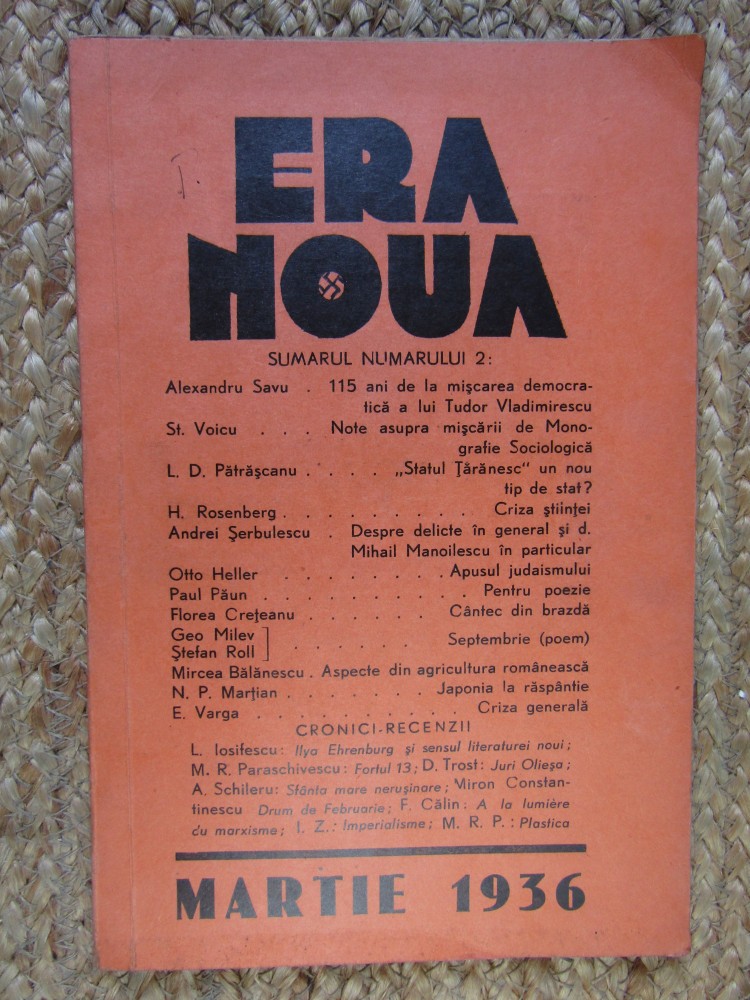 ERA
NOUA
SUMARUL NUMARULUI 2:
Alexandru Savu . 115 ani de la mişcarea democra-
tică a lui Tudor Vladimirescu
St. Voicu . . . Note asupra mişcării de Mono-
grafie Sociologică
L. D. Pătrăşcanu . . . . „Statul Ţărănesc" un nou
tip de stat?
H. Rosenberg . . . . . . . . . Criza ştiinţei
Andrei Şerbulescu . Despre delicte în general şi d.
Mihail Manoilescu în particular
Otto Heller . . . . . . . . Apusul judaismului
Paul Păun . . . . . . . . . . Pentru poezie
Florea Creţeanu . . . . . . . Cântec din brazdă
Geo Milev
Ştefan Roll ] . . . . . . Septembrie (poem)
Mircea Bălănescu . Aspecte din agricultura românească
N. P. Marţian . . . . . . . Japonia la răspântie
E. Varga . . . . . . . . . . Criza generală
CRONICI-RECENZII
L. Iosifescu: Ilya Ehrenburg şi sensul literaturei noui;
M. R. Paraschivescu: Fortul 13; D. Trost: Juri Olieşa;
A. Schileru: Sfânta mare neruşinare; Miron Constan-
tinescu Drum de Februarie; F. Călin: A la lumière
du marxisme; I. Z.: Imperialisme; M. R. P.: Plastica
MARTIE 1936